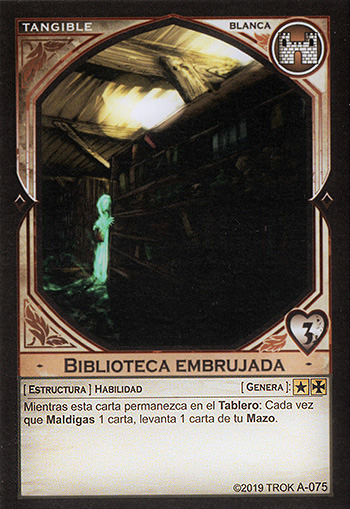 TANGIBLE
BLANCA
3
BIBLIOTECA EMBRUJADA
[ESTRUCTURA] HABILIDAD
[GENERA]:
Mientras esta carta permanezca en el Tablero: Cada vez
que Maldigas 1 carta, levanta 1 carta de tu Mazo.
©2019 TROK A-075